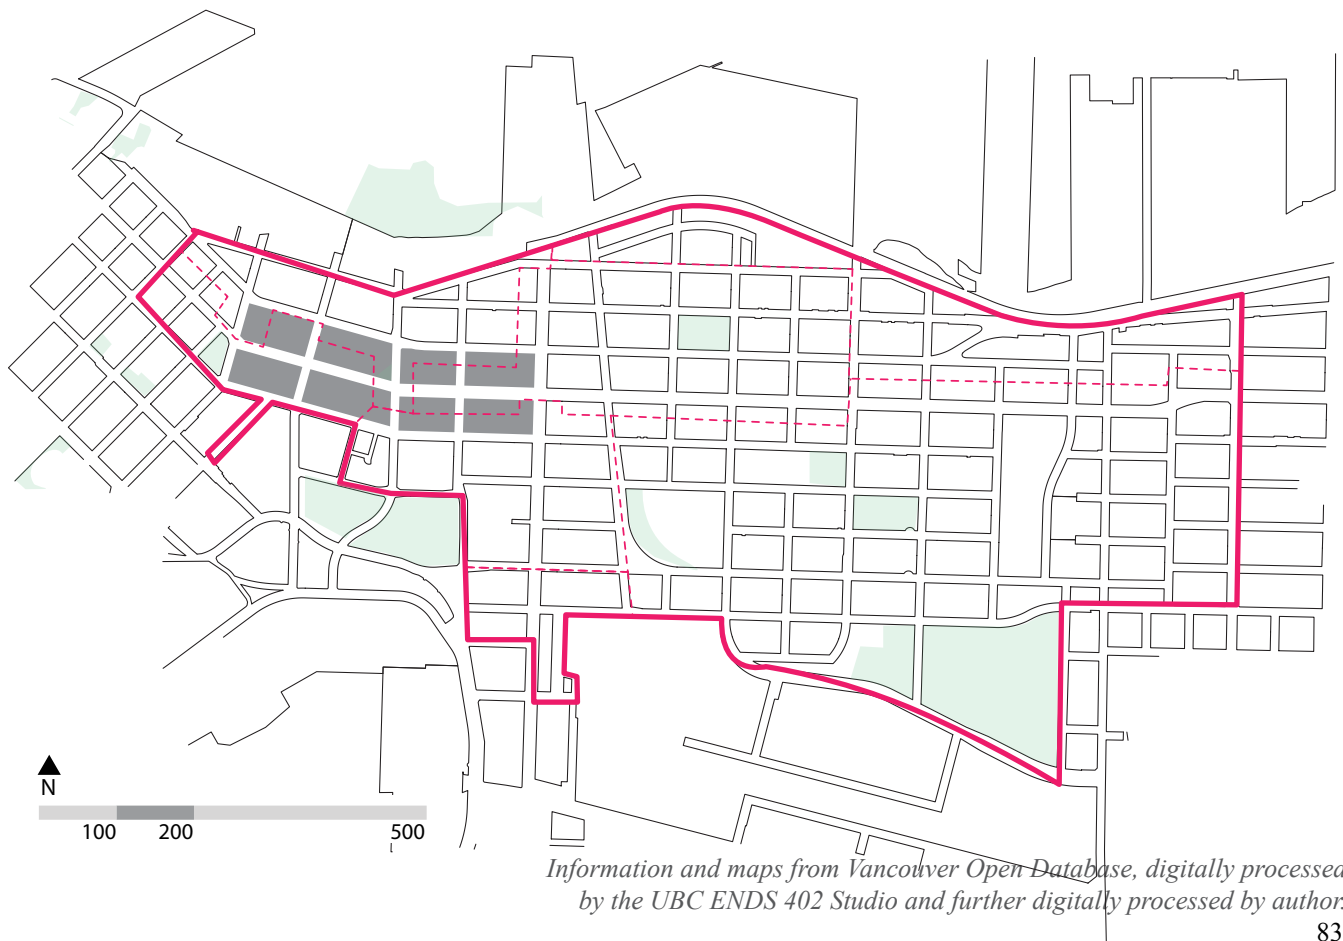 N
100 200 500
Information and maps from Vancouver Open Database, digitally processed
by the UBC ENDS 402 Studio and further digitally processed by author.
83